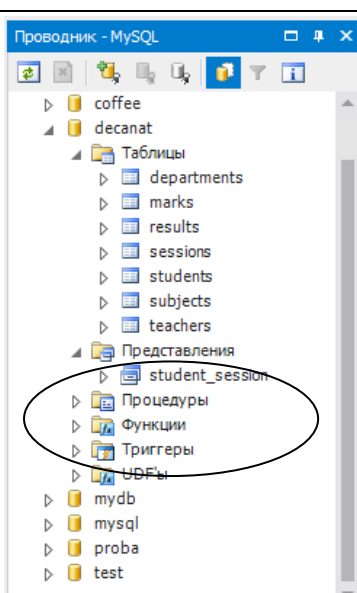 Проводник - MySQL
coffee
decanat
Таблицы
departments
marks
results
sessions
students
subjects
teachers
Представления
student_session
Процедуры
Функции
Триггеры
UDF'ы
mydb
mysql
proba
test